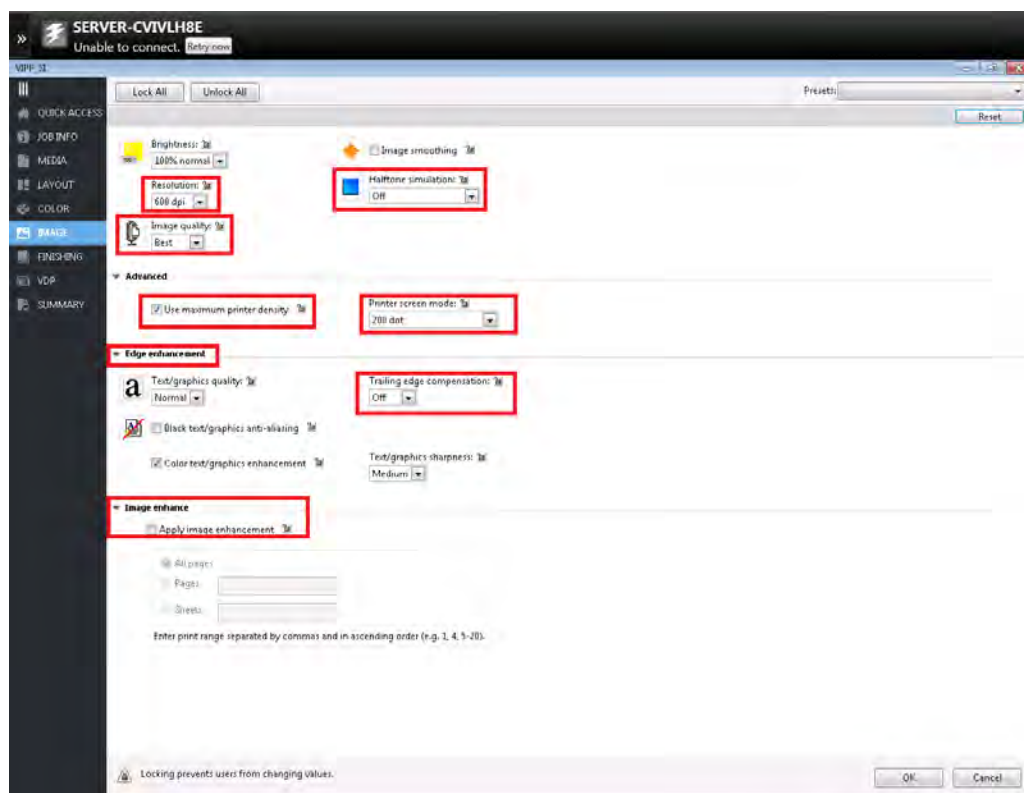 SERVER-CVIVLH8E
Unable to connect. Retry now
VIPP_SI
Lock All Unlock All Presets:
Reset
QUICK ACCESS
JOB INFO
MEDIA
LAYOUT
COLOR
IMAGE
FINISHING
VDP
SUMMARY
Brightness:
100% normal
Image smoothing
Resolution:
600 dpi
Halftone simulation:
Off
Image quality:
Best
Advanced
Use maximum printer density
Printer screen mode:
200 dot
Edge enhancement
Text/graphics quality:
Normal
Trailing edge compensation:
Off
Black text/graphics anti-aliasing
Color text/graphics enhancement
Text/graphics sharpness:
Medium
Image enhance
Apply image enhancement
All pages
Pages
Sheets
Enter print range separated by commas and in ascending order (e.g. 1, 4, 5-20).
Locking prevents users from changing values.
OK Cancel